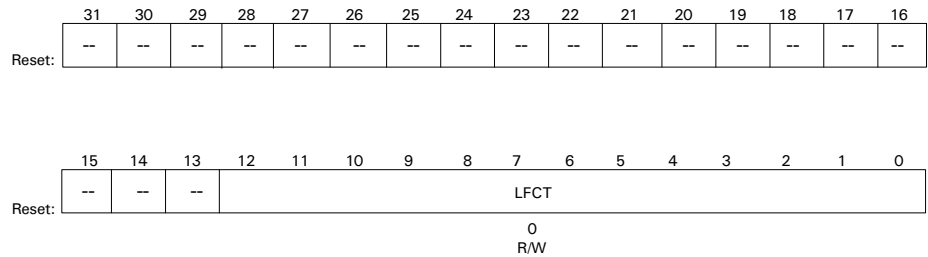 31 30 29 28 27 26 25 24 23 22 21 20 19 18 17 16
-- -- -- -- -- -- -- -- -- -- -- -- -- -- -- --
Reset:
15 14 13 12 11 10 9 8 7 6 5 4 3 2 1 0
-- -- -- LFCT
Reset:
0
R/W